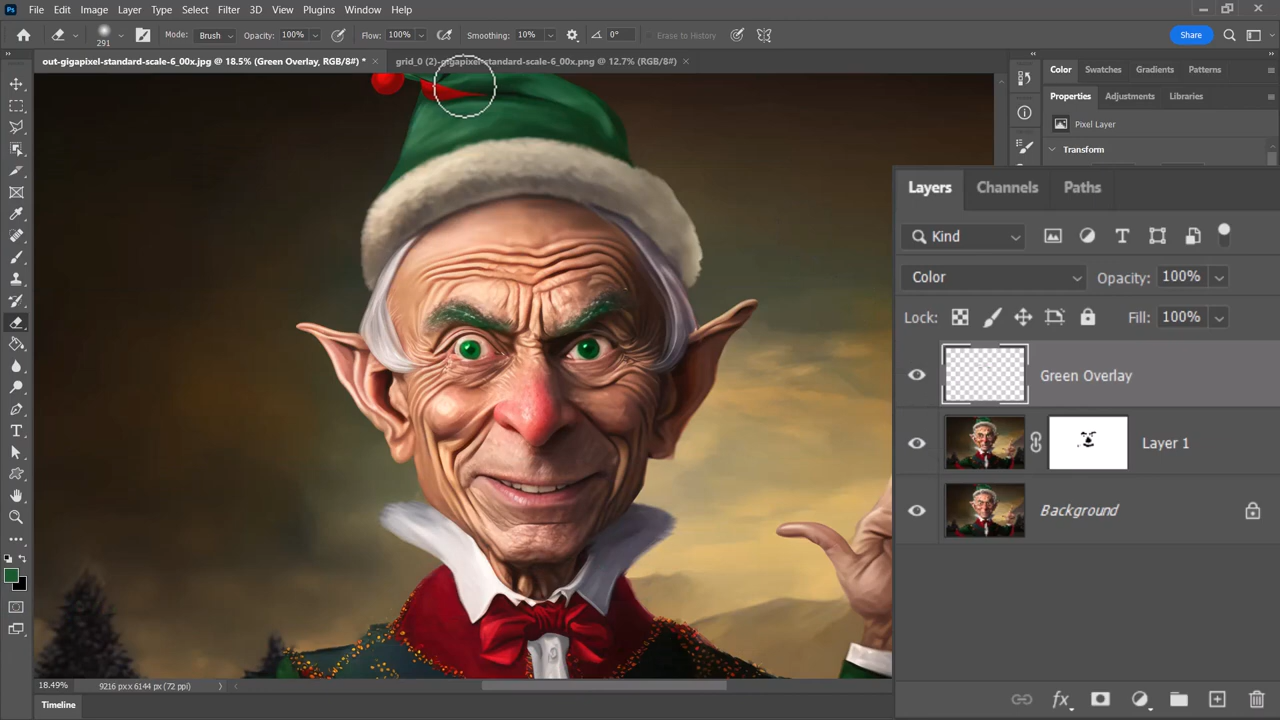 Ps File Edit Image Layer Type Select Filter 3D View Plugins Window Help
291 Mode: Brush Opacity: 100% Flow: 100% Smoothing: 10% 0° Erase to History Share
out-gigapixel-standard-scale-6_00x.jpg @ 18.5% (Green Overlay, RGB/8#) * × grid_0 (2)-gigapixel-standard-scale-6_00x.png @ 12.7% (RGB/8#) ×
Color Swatches Gradients Patterns
Properties Adjustments Libraries
Pixel Layer
Transform
Layers Channels Paths
Kind
Color Opacity: 100%
Lock: Fill: 100%
Green Overlay
Layer 1
Background
18.49% 9216 px x 6144 px (72 ppi)
Timeline